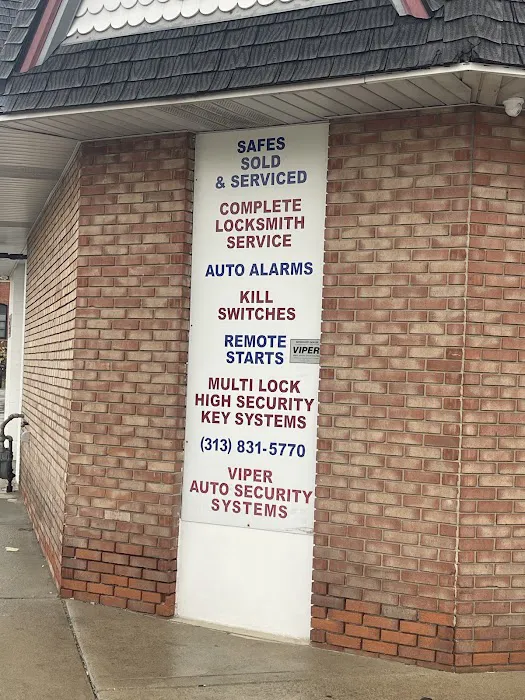 SAFES
SOLD
& SERVICED
COMPLETE
LOCKSMITH
SERVICE
AUTO ALARMS
KILL
SWITCHES
REMOTE
STARTS
VIPER
MULTI LOCK
HIGH SECURITY
KEY SYSTEMS
(313) 831-5770
VIPER
AUTO SECURITY
SYSTEMS